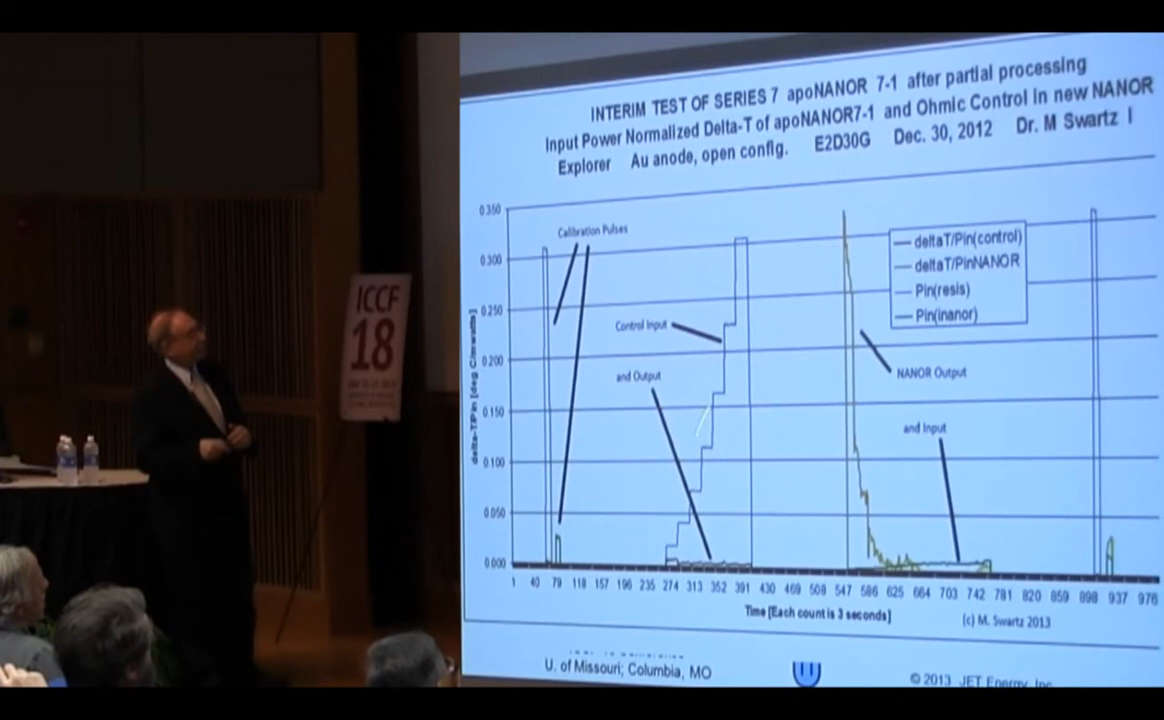 INTERIM TEST OF SERIES 7 apoNANOR 7-1 after partial processing
Input Power Normalized Delta-T of apoNANOR7-1 and Ohmic Control in new NANOR
Explorer Au anode, open config. E2D30G Dec. 30, 2012 Dr. M Swartz I
0.350
0.300
0.250
0.200
0.150
0.100
0.050
0.000
delta-T/Pin [deg C/mwatts]
Calibration Pulses
Control Input
and Output
deltaT/Pin(control)
deltaT/PinNANOR
Pin(resis)
Pin(inanor)
NANOR Output
and Input
1 40 79 118 157 196 235 274 313 352 391 430 469 508 547 586 625 664 703 742 781 820 859 898 937 976
Time [Each count is 3 seconds]
(c) M. Swartz 2013
U. of Missouri; Columbia, MO
© 2013 JET Energy, Inc.
ICCF
18